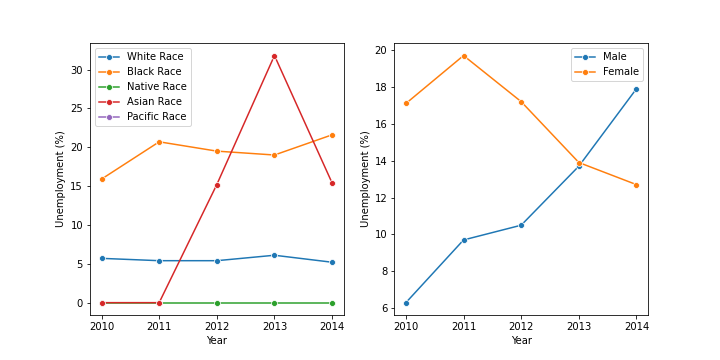 White Race
Black Race
Native Race
Asian Race
Pacific Race
Unemployment (%)
30
25
20
15
10
5
0
2010 2011 2012 2013 2014
Year
Male
Female
Unemployment (%)
20
18
16
14
12
10
8
6
2010 2011 2012 2013 2014
Year